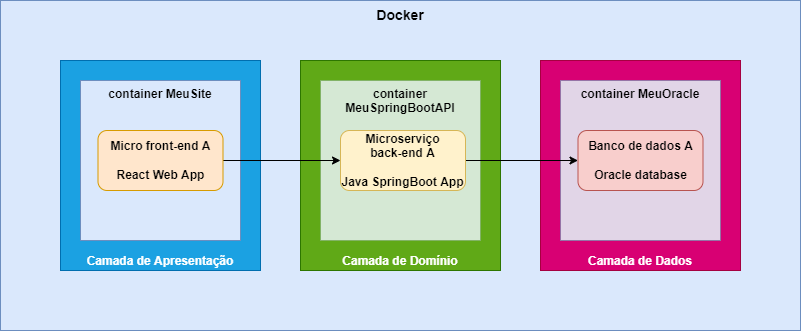 Docker
container MeuSite
Micro front-end A
React Web App
Camada de Apresentação
container
MeuSpringBootAPI
Microserviço
back-end A
Java SpringBoot App
Camada de Domínio
container MeuOracle
Banco de dados A
Oracle database
Camada de Dados